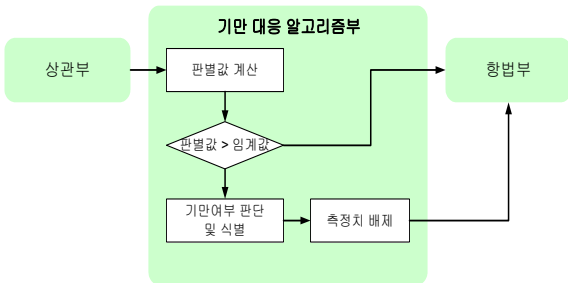 기만 대응 알고리즘부
상관부
판별값 계산
항법부
판별값 > 임계값
기만여부 판단
및 식별
측정치 배제